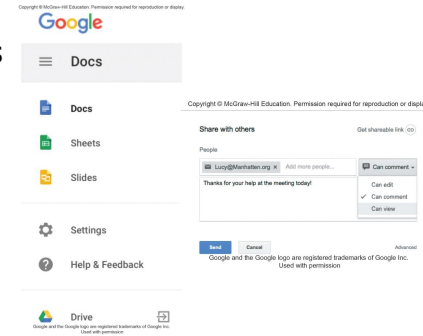 Copyright © McGraw-Hill Education. Permission required for reproduction or display.
Google
Docs
Docs
Sheets
Slides
Settings
Help & Feedback
Drive
Google and the Google logo are registered trademarks of Google Inc.
Used with permission
Copyright © McGraw-Hill Education. Permission required for reproduction or displa
Share with others
Get shareable link
People
Lucy@Manhatten.org × Add more people...
Can comment
Thanks for your help at the meeting today!
Can edit
✓ Can comment
Can view
Send Cancel
Advanced
Google and the Google logo are registered trademarks of Google Inc.
Used with permission